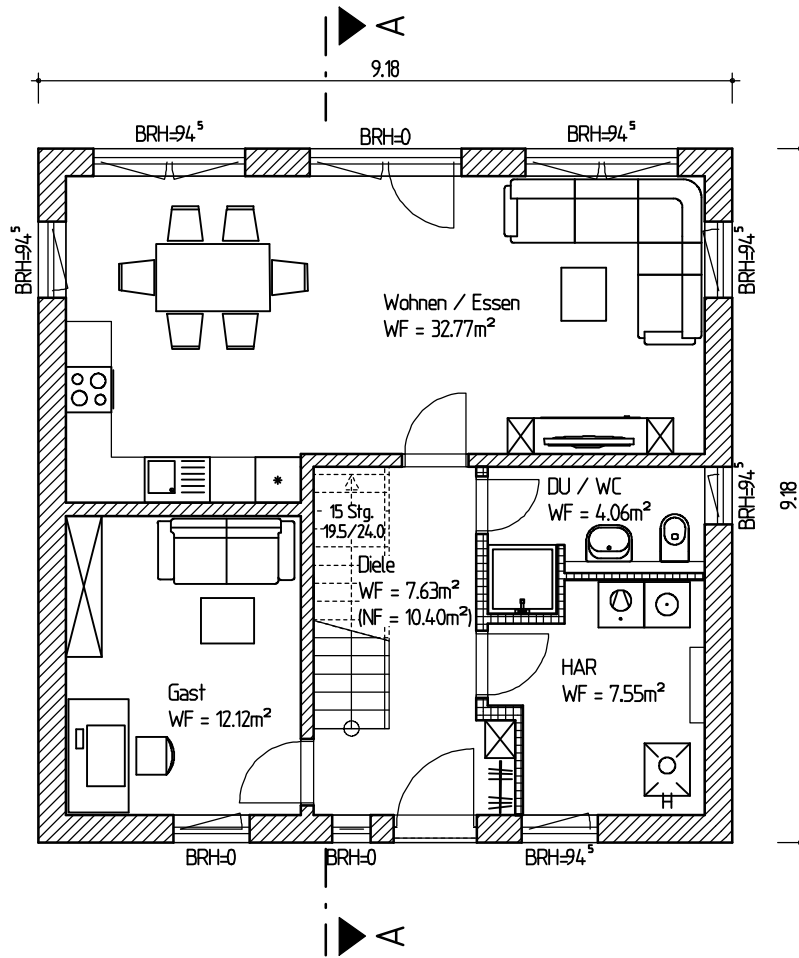 A
9.18
BRH=94⁵
BRH=0
BRH=94⁵
BRH=94⁵
BRH=94⁵
Wohnen / Essen
WF = 32.77m²
DU / WC
WF = 4.06m²
BRH=94⁵
9.18
15 Stg.
19.5/24.0
Diele
WF = 7.63m²
(NF = 10.40m²)
HAR
WF = 7.55m²
Gast
WF = 12.12m²
H
BRH=0
BRH=0
BRH=94⁵
A